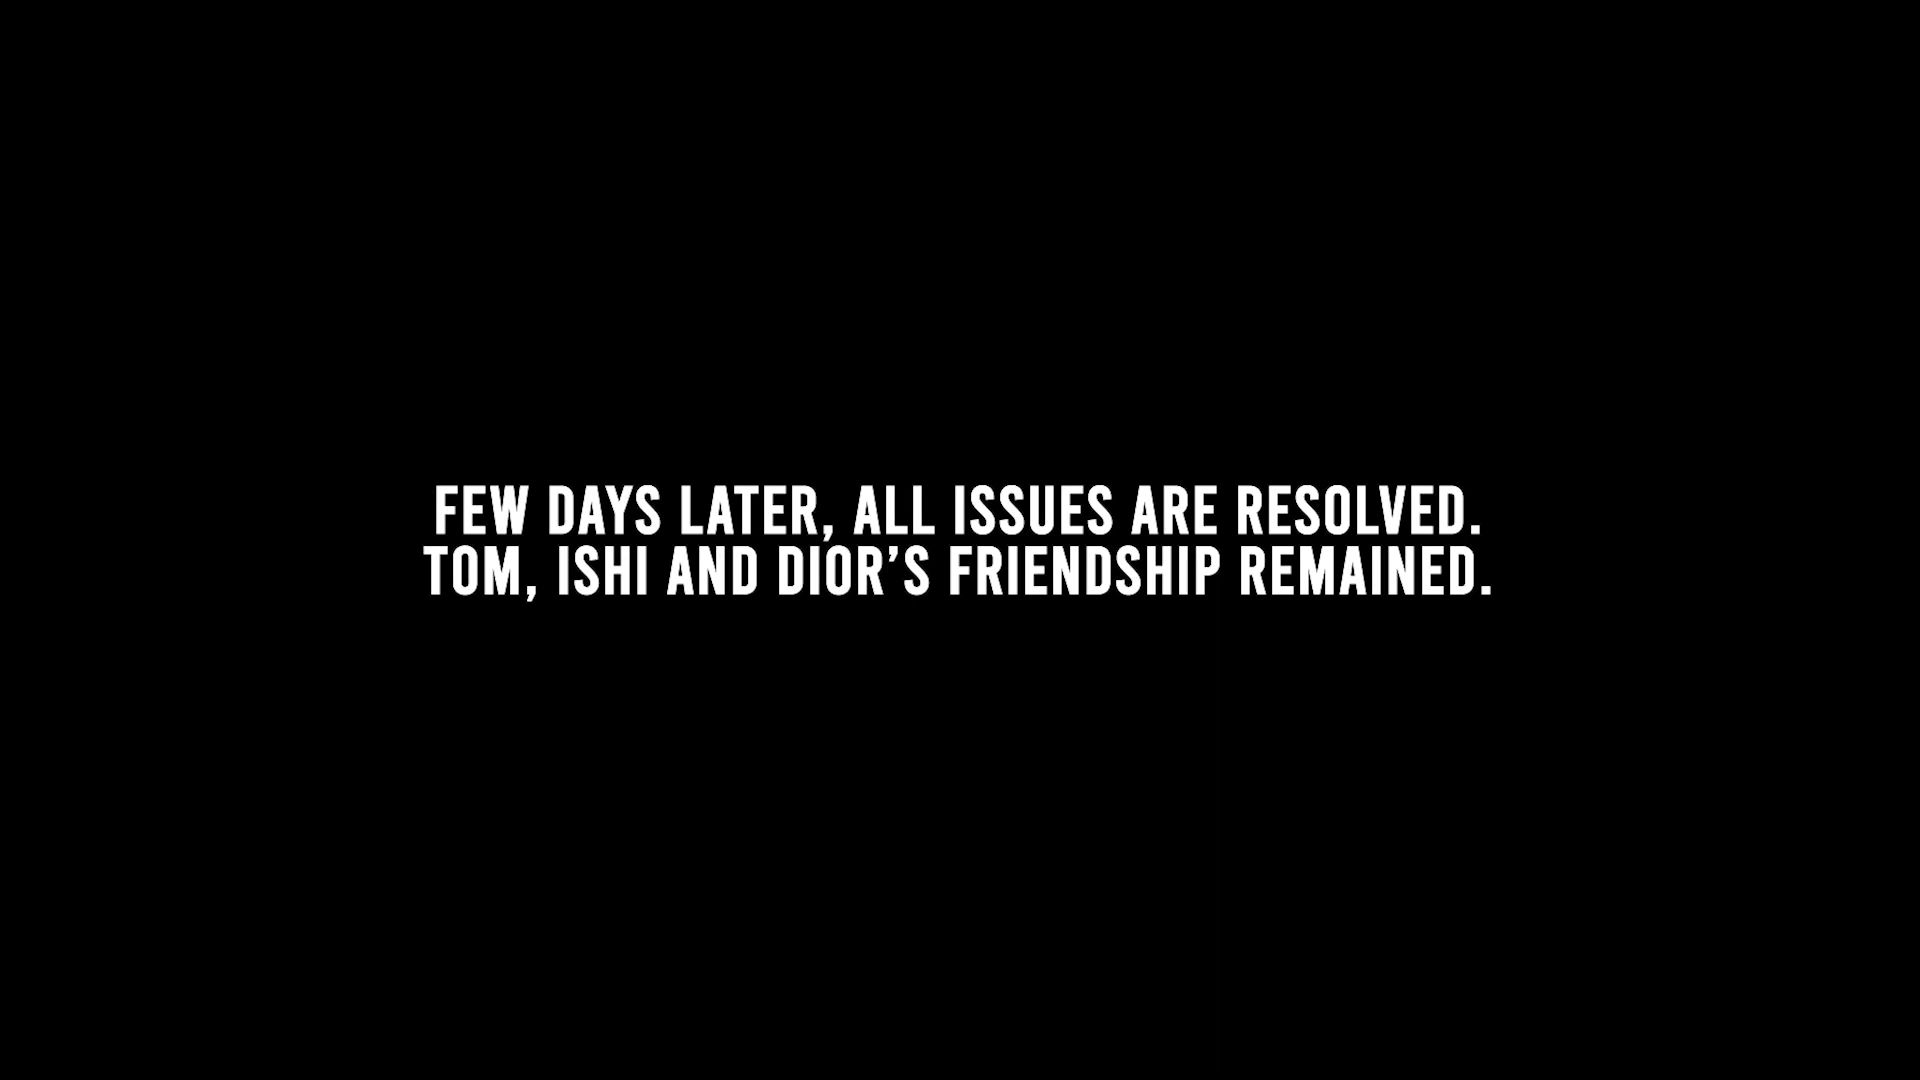 FEW DAYS LATER, ALL ISSUES ARE RESOLVED.
TOM, ISHI AND DIOR’S FRIENDSHIP REMAINED.